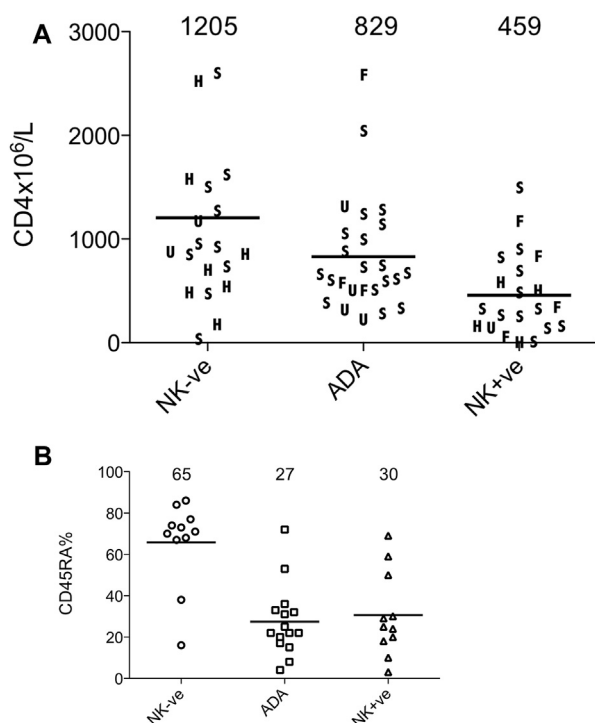 A
1205 829 459
3000
2000
1000
0
CD4x10⁶/L
H S
F
S
H S S
U S S
S
U
S
F
H S
U S
S S
U S S H
U S
S
S F
H S
S S S
S S F U F S S S S
H S
H S
S U
U S S
S
H
S F
S H S
S S F
H U S S
F H S
NK-ve ADA NK+ve
B
65 27 30
100
80
60
40
20
0
CD45RA%
NK-ve ADA NK+ve